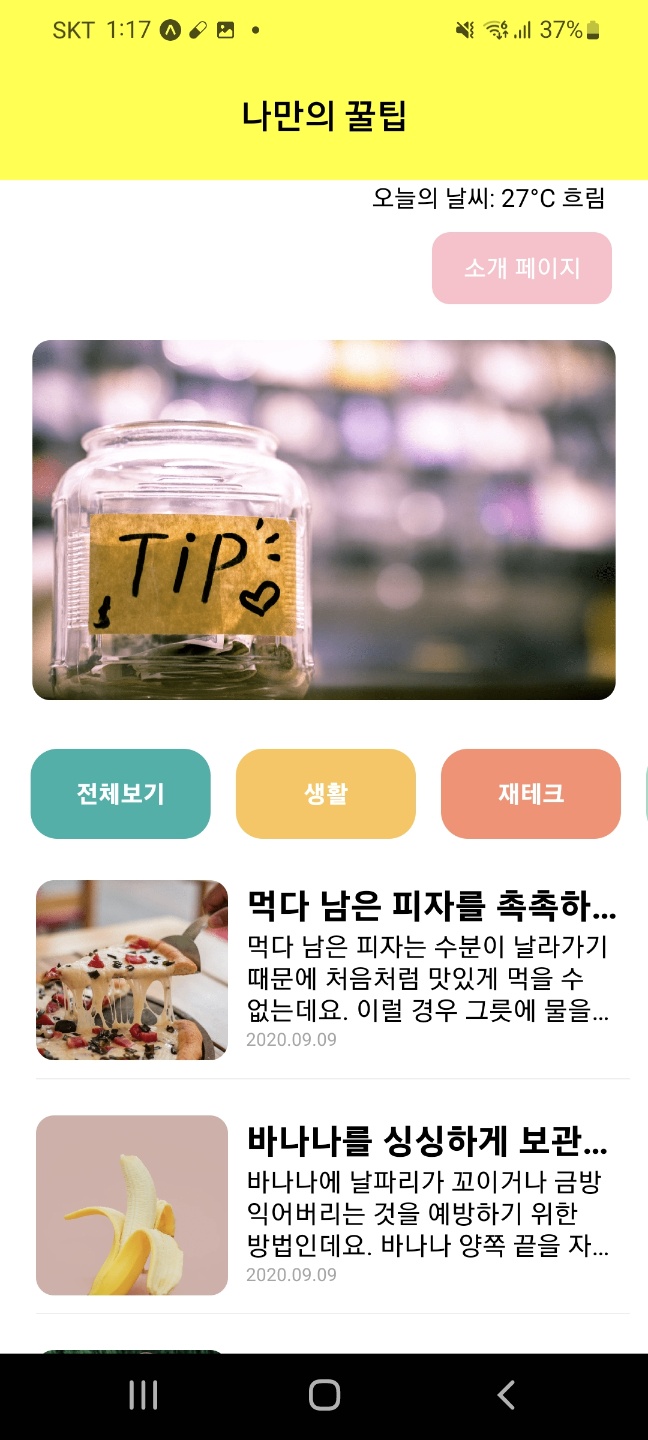 SKT 1:17 37%
나만의 꿀팁
오늘의 날씨: 27°C 흐림
소개 페이지
TiP
전체보기 생활 재테크
먹다 남은 피자를 촉촉하...
먹다 남은 피자는 수분이 날라가기
때문에 처음처럼 맛있게 먹을 수
없는데요. 이럴 경우 그릇에 물을...
2020.09.09
바나나를 싱싱하게 보관...
바나나에 날파리가 꼬이거나 금방
익어버리는 것을 예방하기 위한
방법인데요. 바나나 양쪽 끝을 자...
2020.09.09